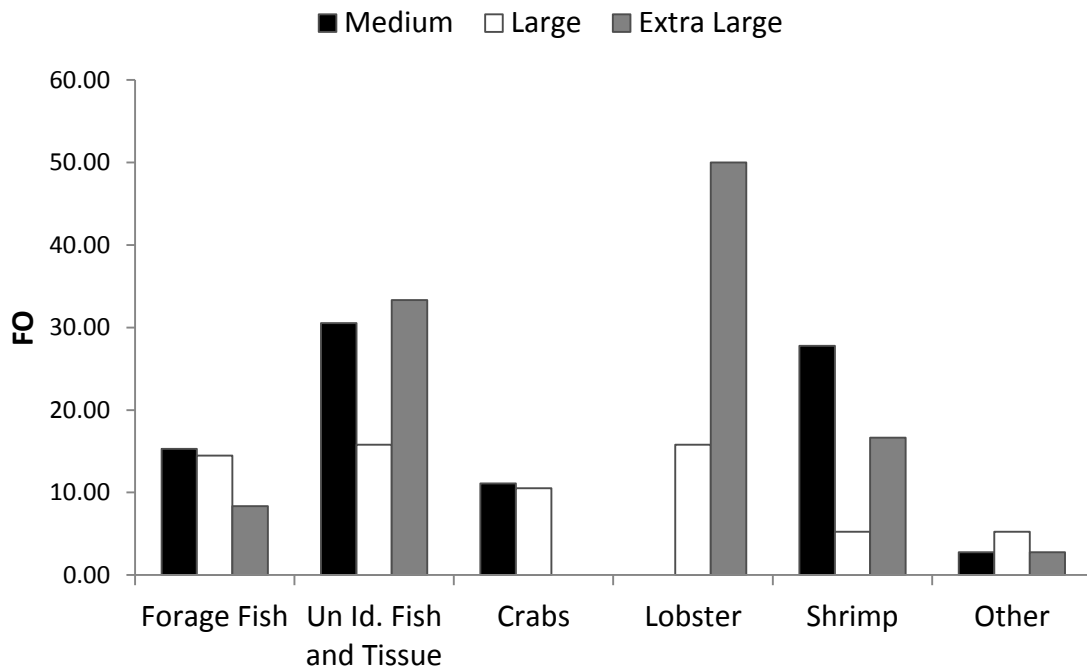 Medium Large Extra Large
60.00
50.00
40.00
30.00
20.00
10.00
0.00
FO
Forage Fish Un Id. Fish Crabs Lobster Shrimp Other
and Tissue